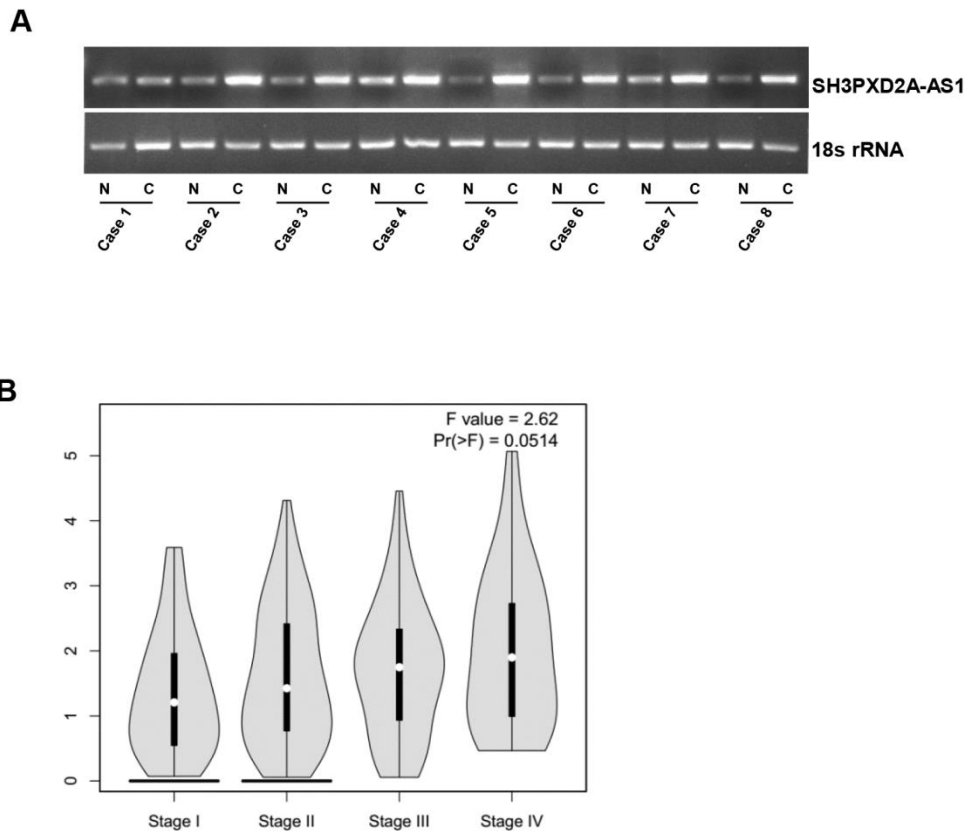 A
SH3PXD2A-AS1
18s rRNA
N C N C N C N C N C N C N C N C
Case 1 Case 2 Case 3 Case 4 Case 5 Case 6 Case 7 Case 8
B
F value = 2.62
Pr(>F) = 0.0514
5
4
3
2
1
0
Stage I Stage II Stage III Stage IV